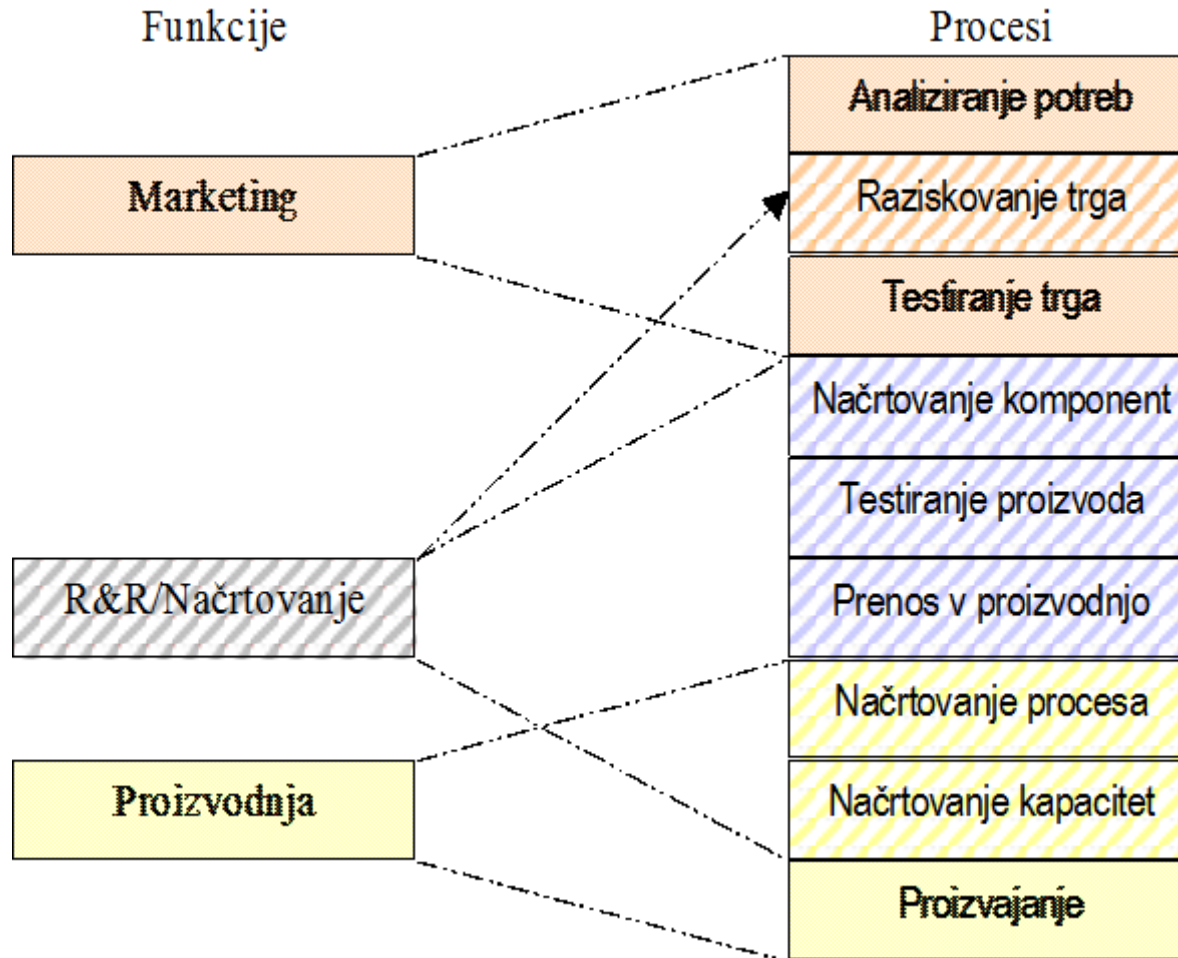 Funkcije
Procesi
Analiziranje potreb
Marketing
Raziskovanje trga
Testiranje trga
Načrtovanje komponent
Testiranje proizvoda
R&R/Načrtovanje
Prenos v proizvodnjo
Načrtovanje procesa
Proizvodnja
Načrtovanje kapacitet
Proizvajanje